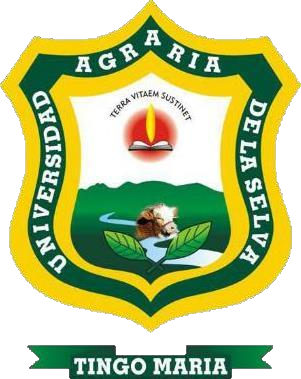 UNIVERSIDAD
AGRARIA
DE LA SELVA
TERRA VITAEM SUSTINET
TINGO MARIA